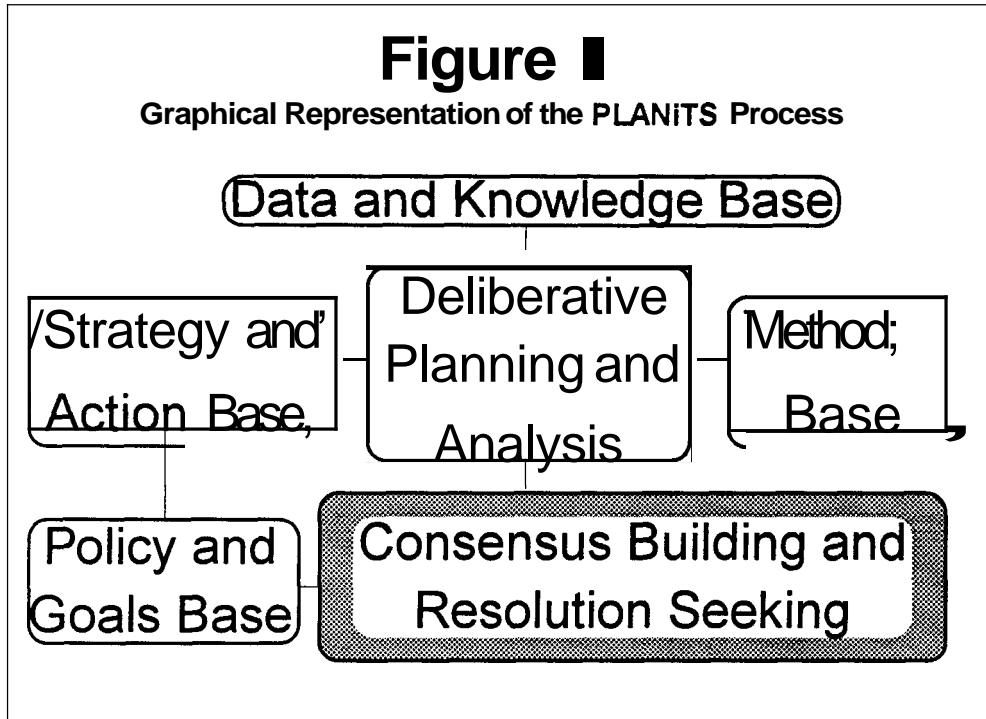 Figure
Graphical Representation of the PLANiTS Process
Data and Knowledge Base
/Strategy and'
Action Base,
Deliberative
Planning and
Analysis
Method;
Base
Policy and
Goals Base
Consensus Building and
Resolution Seeking